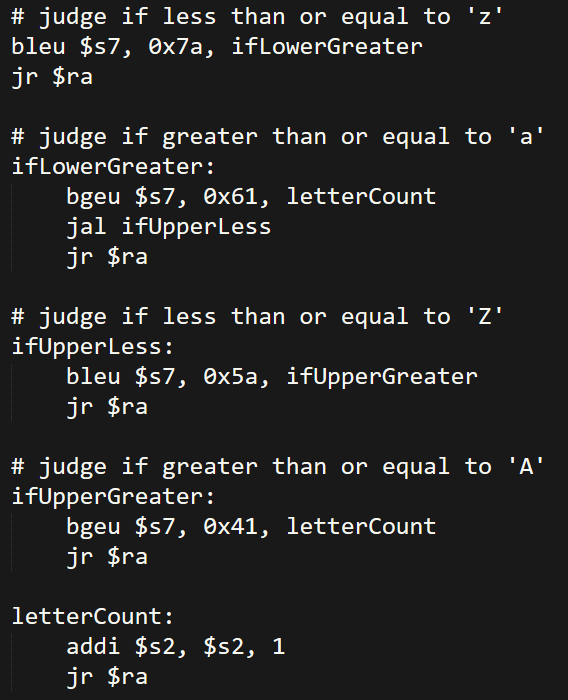 # judge if less than or equal to 'z'
bleu $s7, 0x7a, ifLowerGreater
jr $ra
# judge if greater than or equal to 'a'
ifLowerGreater:
bgeu $s7, 0x61, letterCount
jal ifUpperLess
jr $ra
# judge if less than or equal to 'Z'
ifUpperLess:
bleu $s7, 0x5a, ifUpperGreater
jr $ra
# judge if greater than or equal to 'A'
ifUpperGreater:
bgeu $s7, 0x41, letterCount
jr $ra
letterCount:
addi $s2, $s2, 1
jr $ra